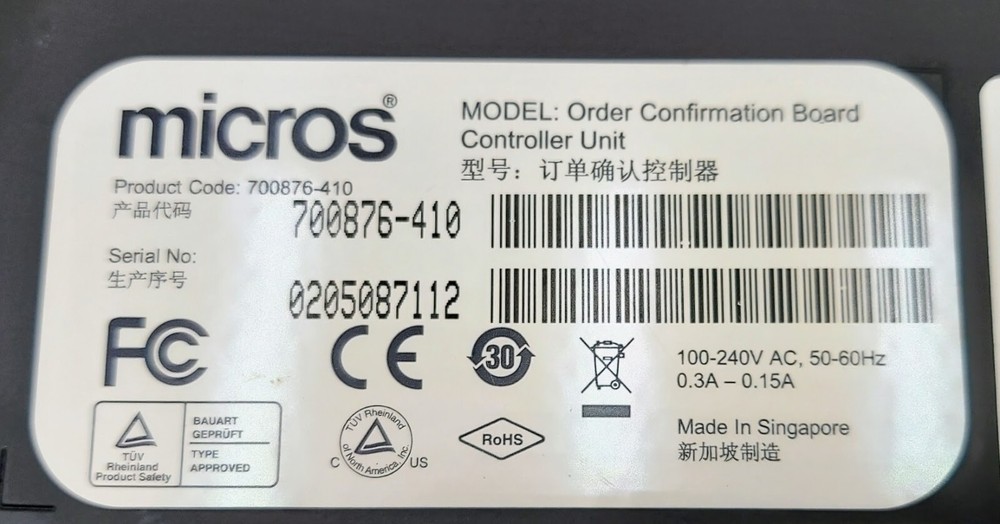 micros®
MODEL: Order Confirmation Board
Controller Unit
型号：订单确认控制器
Product Code: 700876-410
产品代码
700876-410
Serial No:
生产序号
0205087112
FC
CE
30
100-240V AC, 50-60Hz
0.3A – 0.15A
Made In Singapore
新加坡制造
TÜV
Rheinland
Product Safety
BAUART
GEPRÜFT
TYPE
APPROVED
TÜV Rheinland
of North America, Inc.
C US
RoHS